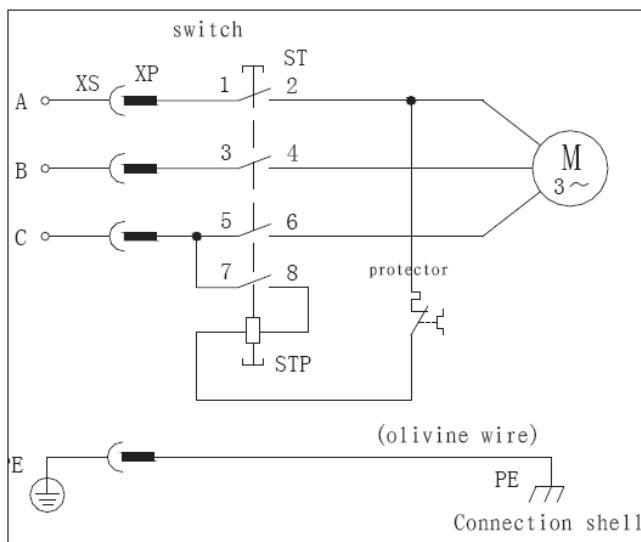 switch
XS XP 1 ST 2
A
3 4
B
M
3~
5 6
C
7 8
protector
STP
(olivine wire)
PE
PE
Connection shell